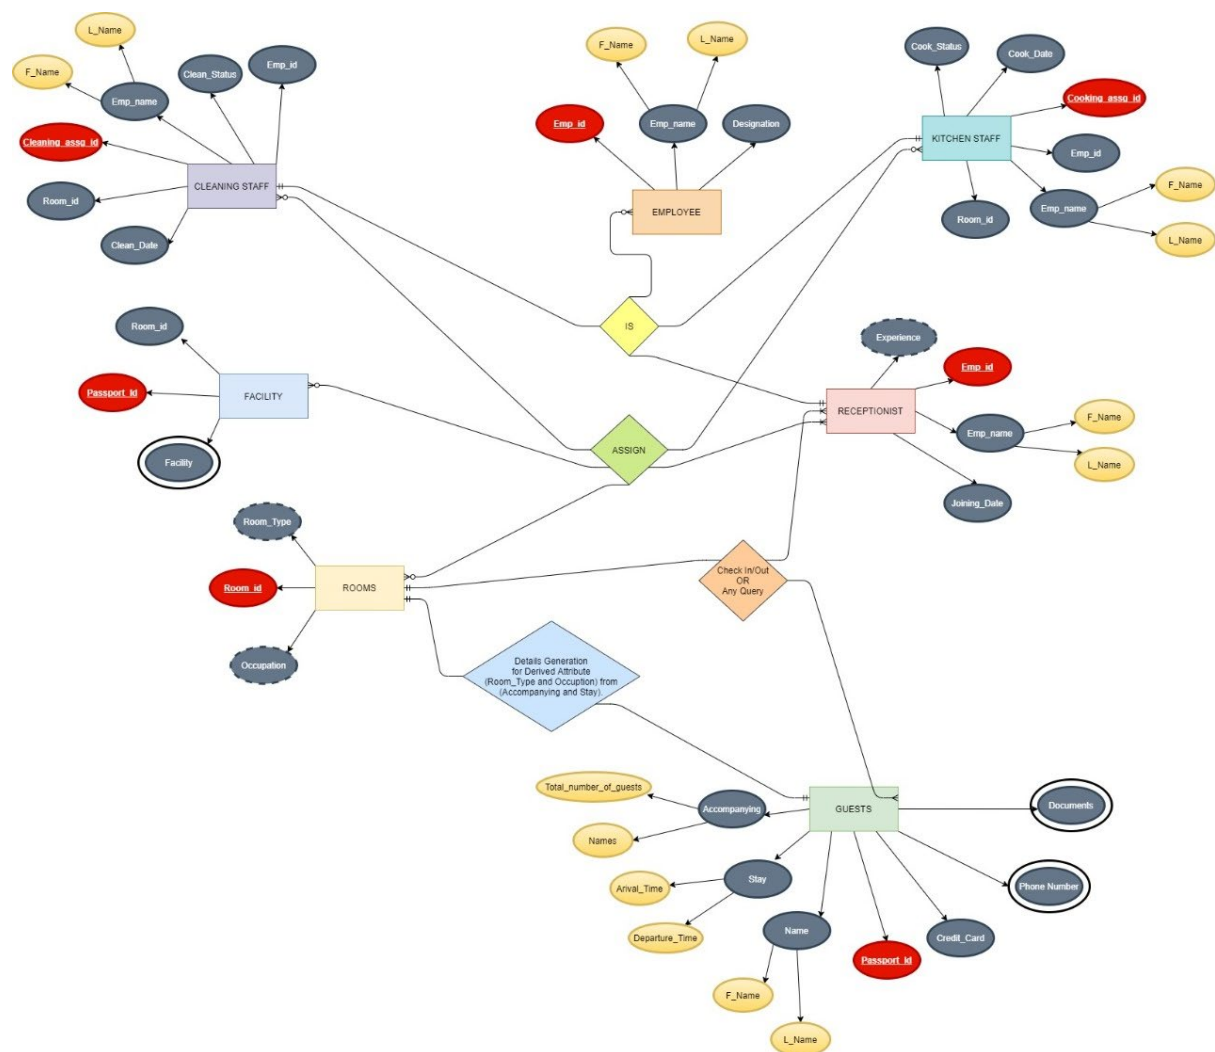 L_Name
F_Name
Emp_name
Clean_Status
Emp_id
Cleaning_assg_id
Room_id
Clean_Date
CLEANING STAFF
F_Name
L_Name
Emp_id
Emp_name
Designation
EMPLOYEE
Cook_Status
Cook_Date
Cooking_assg_id
KITCHEN STAFF
Emp_id
Emp_name
F_Name
L_Name
Room_id
IS
Room_id
Passport_Id
FACILITY
Facility
ASSIGN
Experience
Emp_id
RECEPTIONIST
Emp_name
F_Name
L_Name
Joining_Date
Room_Type
Room_id
ROOMS
Occupation
Check In/Out
OR
Any Query
Details Generation
for Derived Attribute
(Room_Type and Occuption) from
(Accompanying and Stay).
Total_number_of_guests
Accompanying
Names
GUESTS
Documents
Arival_Time
Stay
Phone Number
Departure_Time
Name
Credit_Card
Passport_Id
F_Name
L_Name